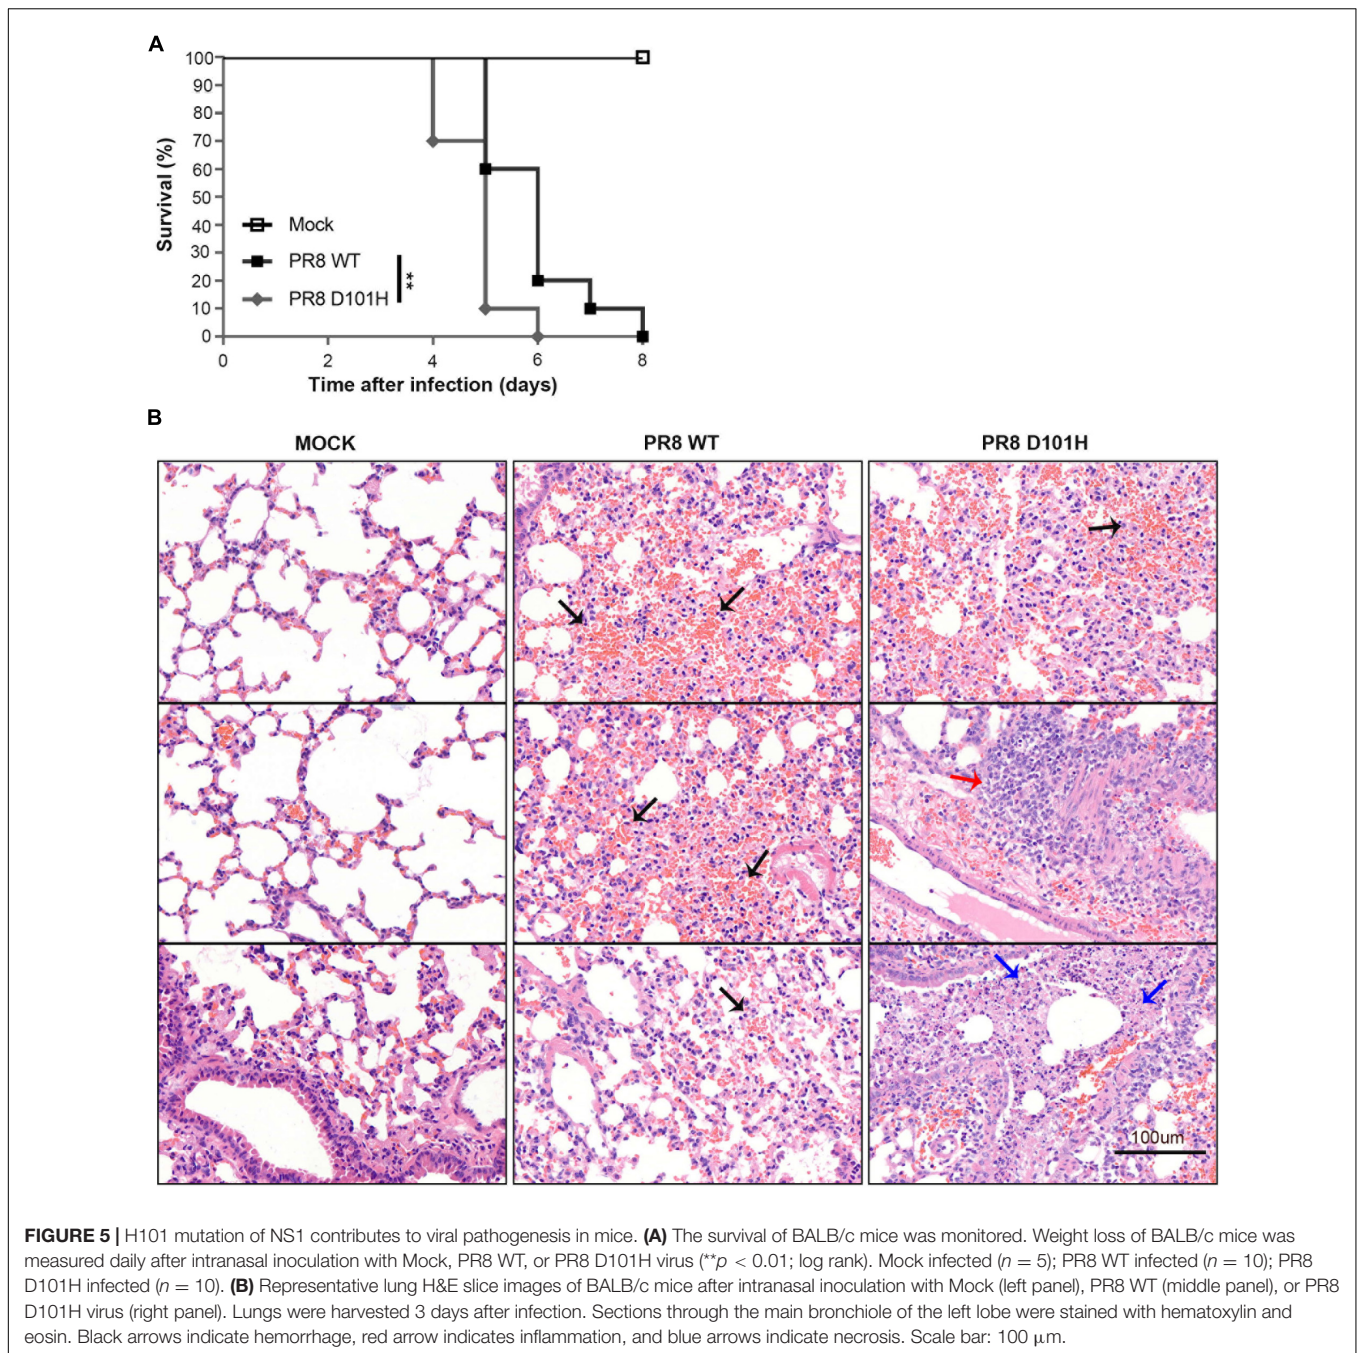 A
Survival (%)
100
90
80
70
60
50
40
30
20
10
0
Mock
PR8 WT
PR8 D101H
**
0 2 4 6 8
Time after infection (days)
B
MOCK PR8 WT PR8 D101H
100um
FIGURE 5 | H101 mutation of NS1 contributes to viral pathogenesis in mice. (A) The survival of BALB/c mice was monitored. Weight loss of BALB/c mice was
measured daily after intranasal inoculation with Mock, PR8 WT, or PR8 D101H virus (**p < 0.01; log rank). Mock infected (n = 5); PR8 WT infected (n = 10); PR8
D101H infected (n = 10). (B) Representative lung H&E slice images of BALB/c mice after intranasal inoculation with Mock (left panel), PR8 WT (middle panel), or PR8
D101H virus (right panel). Lungs were harvested 3 days after infection. Sections through the main bronchiole of the left lobe were stained with hematoxylin and
eosin. Black arrows indicate hemorrhage, red arrow indicates inflammation, and blue arrows indicate necrosis. Scale bar: 100 μm.